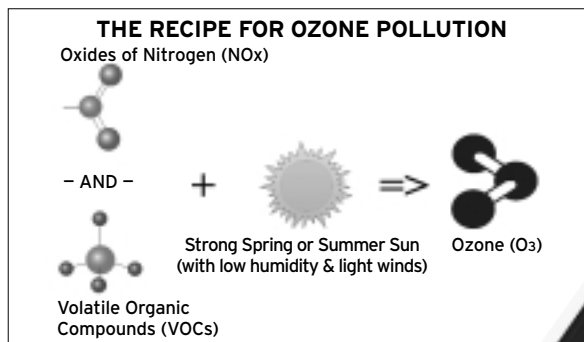 THE RECIPE FOR OZONE POLLUTION
Oxides of Nitrogen (NOx)
– AND –
+
=>
Strong Spring or Summer Sun
(with low humidity & light winds)
Ozone (O3)
Volatile Organic
Compounds (VOCs)